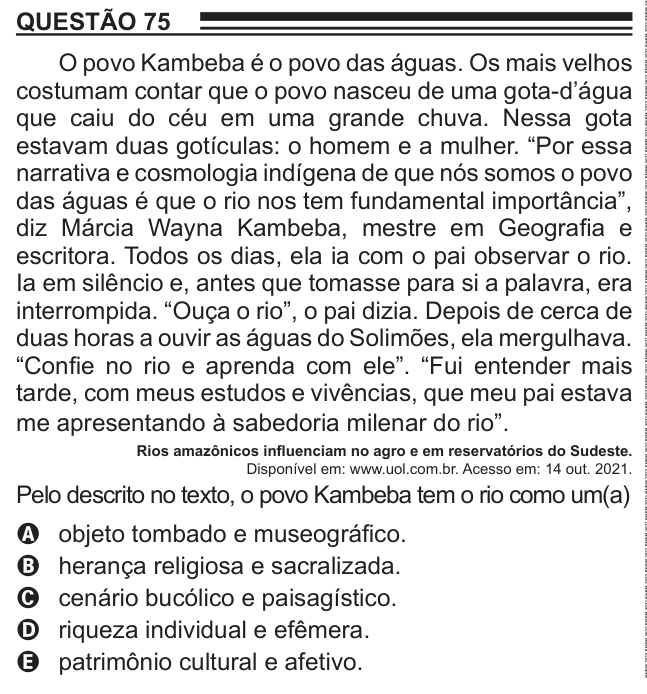 QUESTÃO 75
O povo Kambeba é o povo das águas. Os mais velhos
costumam contar que o povo nasceu de uma gota-d’água
que caiu do céu em uma grande chuva. Nessa gota
estavam duas gotículas: o homem e a mulher. “Por essa
narrativa e cosmologia indígena de que nós somos o povo
das águas é que o rio nos tem fundamental importância”,
diz Márcia Wayna Kambeba, mestre em Geografia e
escritora. Todos os dias, ela ia com o pai observar o rio.
Ia em silêncio e, antes que tomasse para si a palavra, era
interrompida. “Ouça o rio”, o pai dizia. Depois de cerca de
duas horas a ouvir as águas do Solimões, ela mergulhava.
“Confie no rio e aprenda com ele”. “Fui entender mais
tarde, com meus estudos e vivências, que meu pai estava
me apresentando à sabedoria milenar do rio”.
Rios amazônicos influenciam no agro e em reservatórios do Sudeste.
Disponível em: www.uol.com.br. Acesso em: 14 out. 2021.
Pelo descrito no texto, o povo Kambeba tem o rio como um(a)
A objeto tombado e museográfico.
B herança religiosa e sacralizada.
C cenário bucólico e paisagístico.
D riqueza individual e efêmera.
E patrimônio cultural e afetivo.